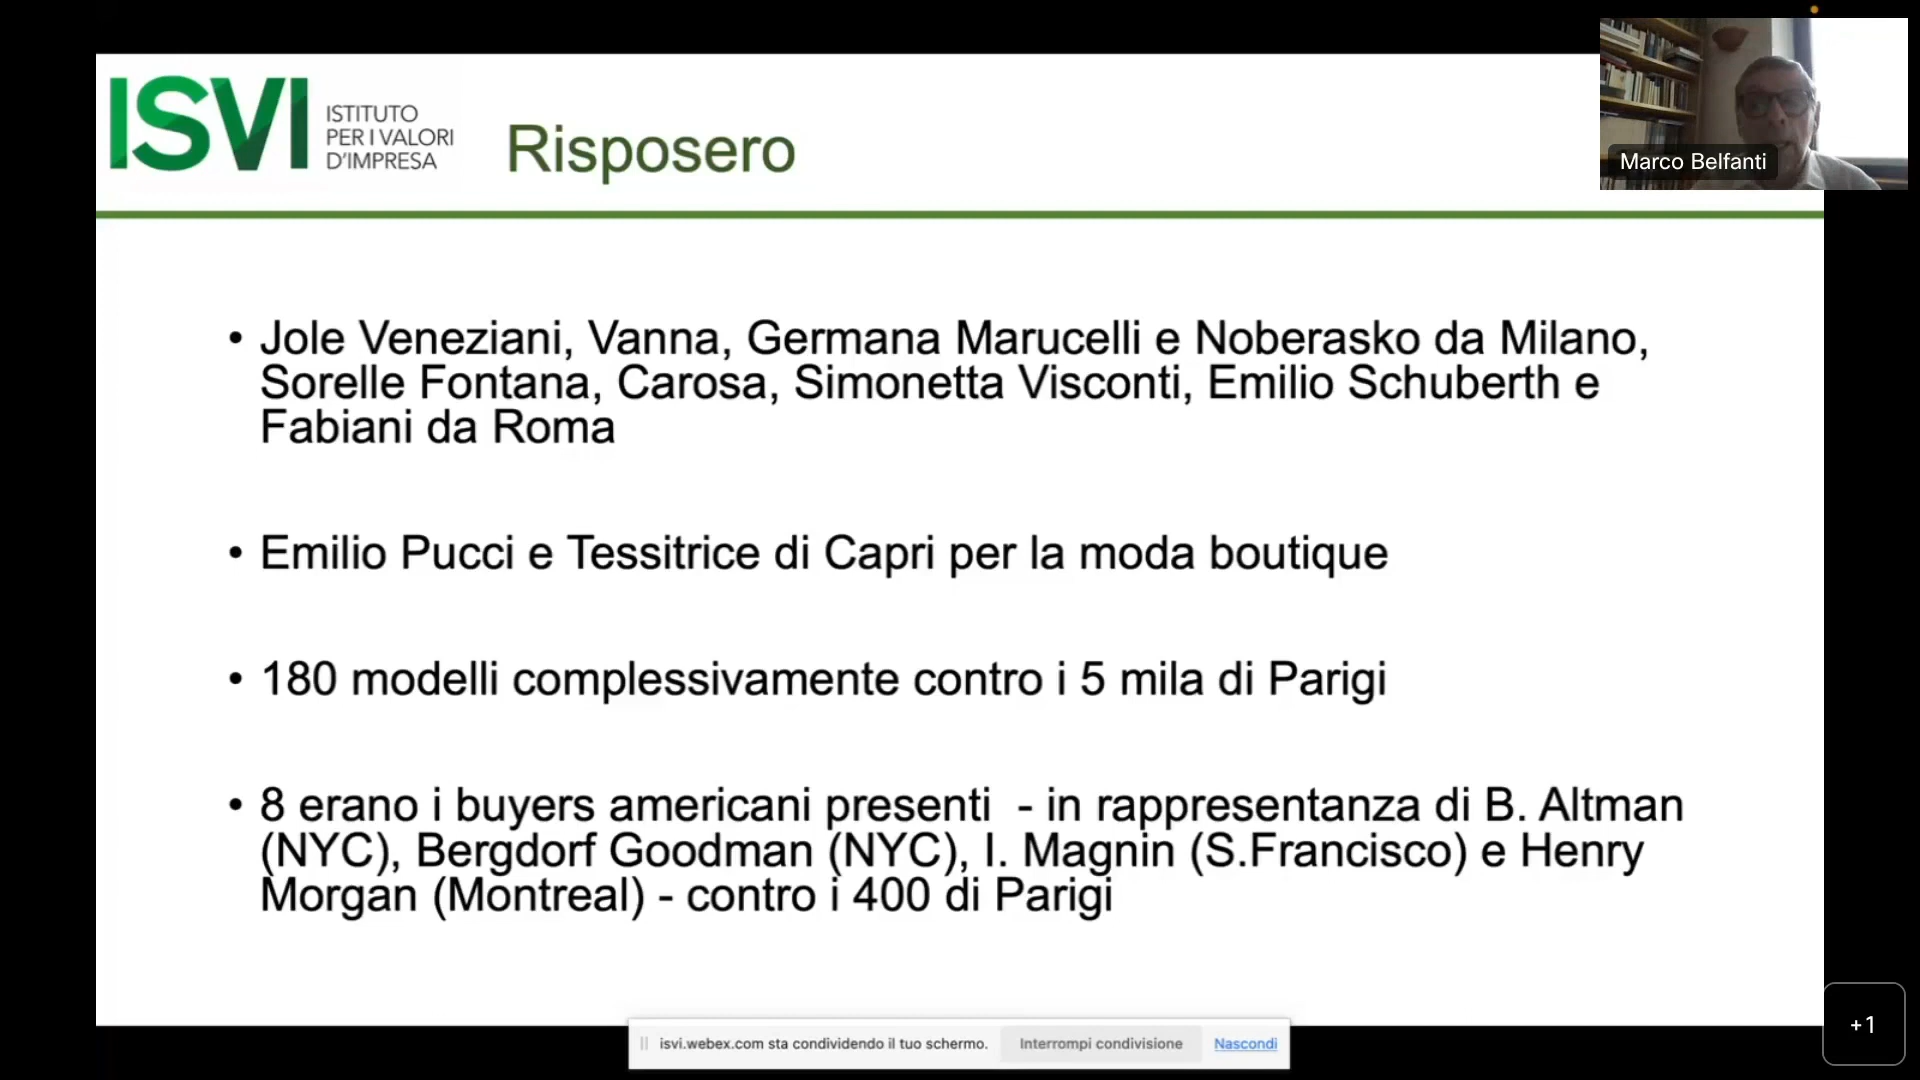 ISVI
ISTITUTO
PER I VALORI
D'IMPRESA
Risposero
Marco Belfanti
• Jole Veneziani, Vanna, Germana Marucelli e Noberasko da Milano,
Sorelle Fontana, Carosa, Simonetta Visconti, Emilio Schuberth e
Fabiani da Roma
• Emilio Pucci e Tessitrice di Capri per la moda boutique
• 180 modelli complessivamente contro i 5 mila di Parigi
• 8 erano i buyers americani presenti - in rappresentanza di B. Altman
(NYC), Bergdorf Goodman (NYC), I. Magnin (S.Francisco) e Henry
Morgan (Montreal) - contro i 400 di Parigi
isvi.webex.com sta condividendo il tuo schermo. Interrompi condivisione Nascondi
+1